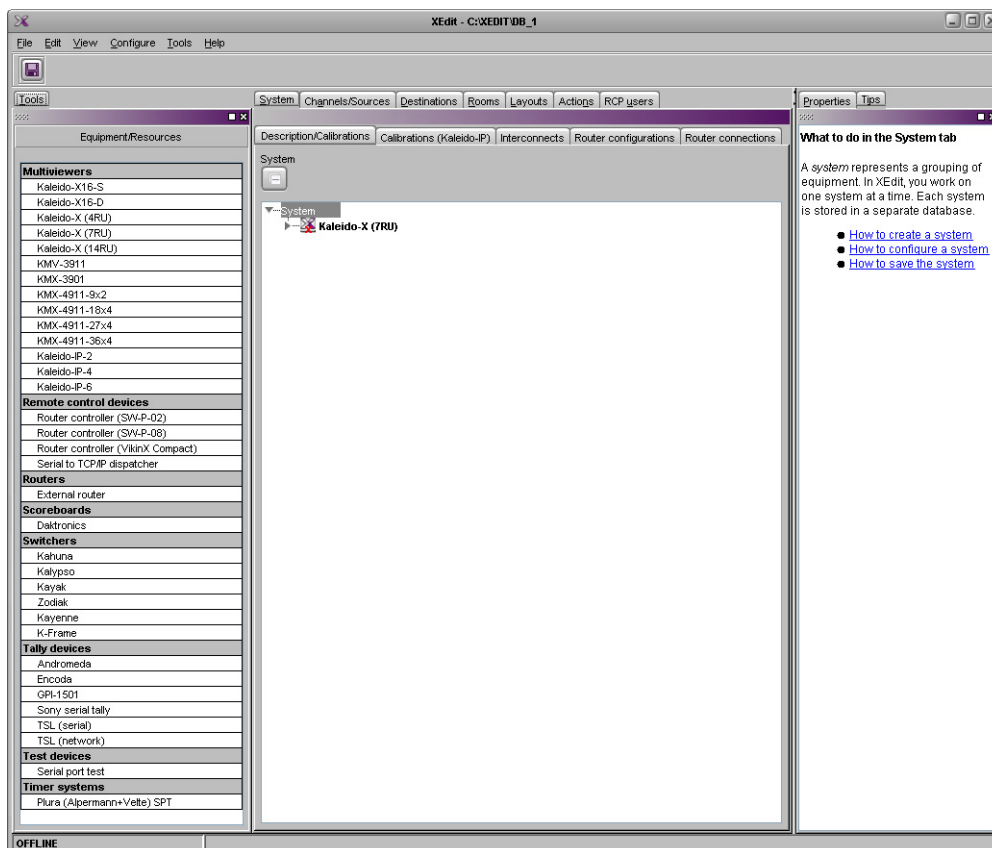 XEdit - C:\XEDIT\DB_1
File Edit View Configure Tools Help
Tools
Equipment/Resources
Multiviewers
Kaleido-X16-S
Kaleido-X16-D
Kaleido-X (4RU)
Kaleido-X (7RU)
Kaleido-X (14RU)
KMV-3911
KMX-3901
KMX-4911-9x2
KMX-4911-18x4
KMX-4911-27x4
KMX-4911-36x4
Kaleido-IP-2
Kaleido-IP-4
Kaleido-IP-6
Remote control devices
Router controller (SW-P-02)
Router controller (SW-P-08)
Router controller (VikinX Compact)
Serial to TCP/IP dispatcher
Routers
External router
Scoreboards
Daktronics
Switchers
Kahuna
Kalypso
Kayak
Zodiak
Kayenne
K-Frame
Tally devices
Andromeda
Encoda
GPI-1501
Sony serial tally
TSL (serial)
TSL (network)
Test devices
Serial port test
Timer systems
Plura (Alpermann+Velte) SPT
System Channels/Sources Destinations Rooms Layouts Actions RCP users
Description/Calibrations Calibrations (Kaleido-IP) Interconnects Router configurations Router connections
System
System
Kaleido-X (7RU)
Properties Tips
What to do in the System tab
A system represents a grouping of
equipment. In XEdit, you work on
one system at a time. Each system
is stored in a separate database.
How to create a system
How to configure a system
How to save the system
OFFLINE